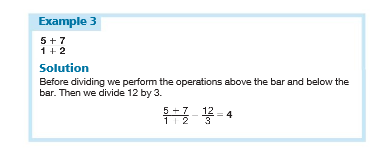 Example 3
5 + 7
1 + 2
Solution
Before dividing we perform the operations above the bar and below the
bar. Then we divide 12 by 3.
5 + 7 / 1 + 2 = 12 / 3 = 4